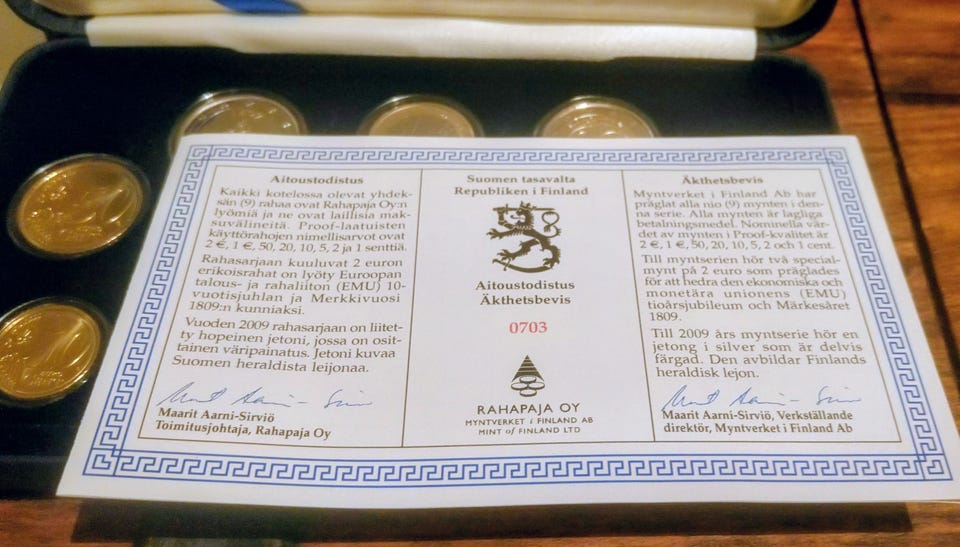 Aitoustodistus
Kaikki kotelossa olevat yhdek-
sän (9) rahaa ovat Rahapaja Oy:n
lyömiä ja ne ovat laillisia mak-
suvälineitä. Proof-laatuisten
käyttörahojen nimellisarvot ovat
2 €, 1 €, 50, 20, 10, 5, 2 ja 1 senttiä.
Rahasarjaan kuuluvat 2 euron
erikoisrahat on lyöty Euroopan
talous- ja rahaliiton (EMU) 10-
vuotisjuhlan ja Merkkivuosi
1809:n kunniaksi.
Vuoden 2009 rahasarjaan on liitet-
ty hopeinen jetoni, jossa on osit-
tainen väripainatus. Jetoni kuvaa
Suomen heraldista leijonaa.
Maarit Aarni-Sirviö
Toimitusjohtaja, Rahapaja Oy
Suomen tasavalta
Republiken i Finland
Aitoustodistus
Äkthetsbevis
0703
RAHAPAJA OY
MYNTVERKET i FINLAND AB
MINT of FINLAND LTD
Äkthetsbevis
Myntverket i Finland Ab har
präglat alla nio (9) mynten i den-
na serie. Alla mynten är lagliga
betalningsmedel. Nominella vär-
det av mynten i Proof-kvalitet är
2 €, 1 €, 50, 20, 10, 5, 2 och 1 cent.
Till myntserien hör två special-
mynt på 2 euro som präglades
för att hedra den ekonomiska och
monetära unionens (EMU)
tioårsjubileum och Märkesåret
1809.
Till 2009 års myntserie hör en
jetong i silver som är delvis
färgad. Den avbildar Finlands
heraldisk lejon.
Maarit Aarni-Sirviö, Verkställande
direktör, Myntverket i Finland Ab
20